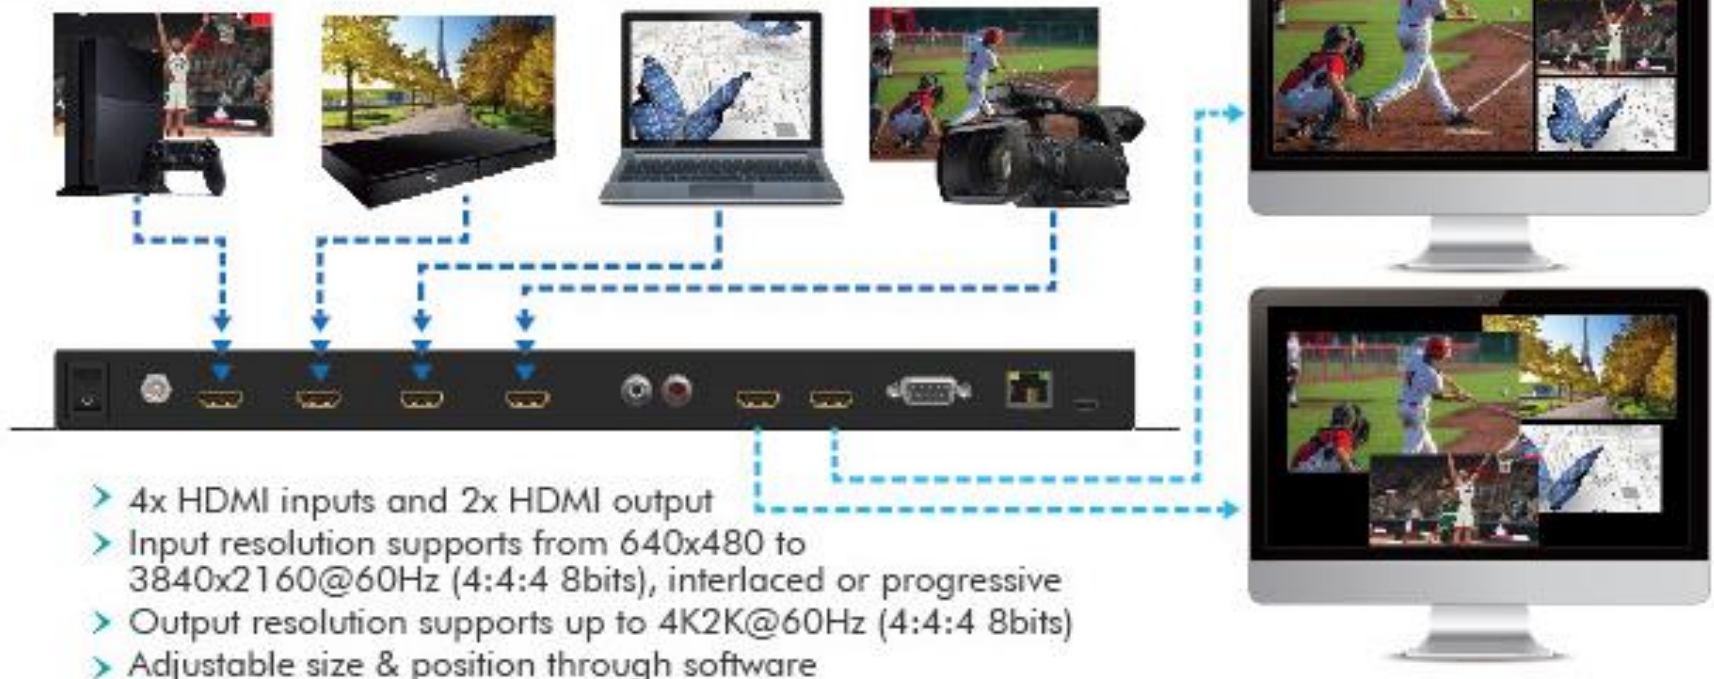 4x HDMI inputs and 2x HDMI output
Input resolution supports from 640x480 to
3840x2160@60Hz (4:4:4 8bits), interlaced or progressive
Output resolution supports up to 4K2K@60Hz (4:4:4 8bits)
Adjustable size & position through software